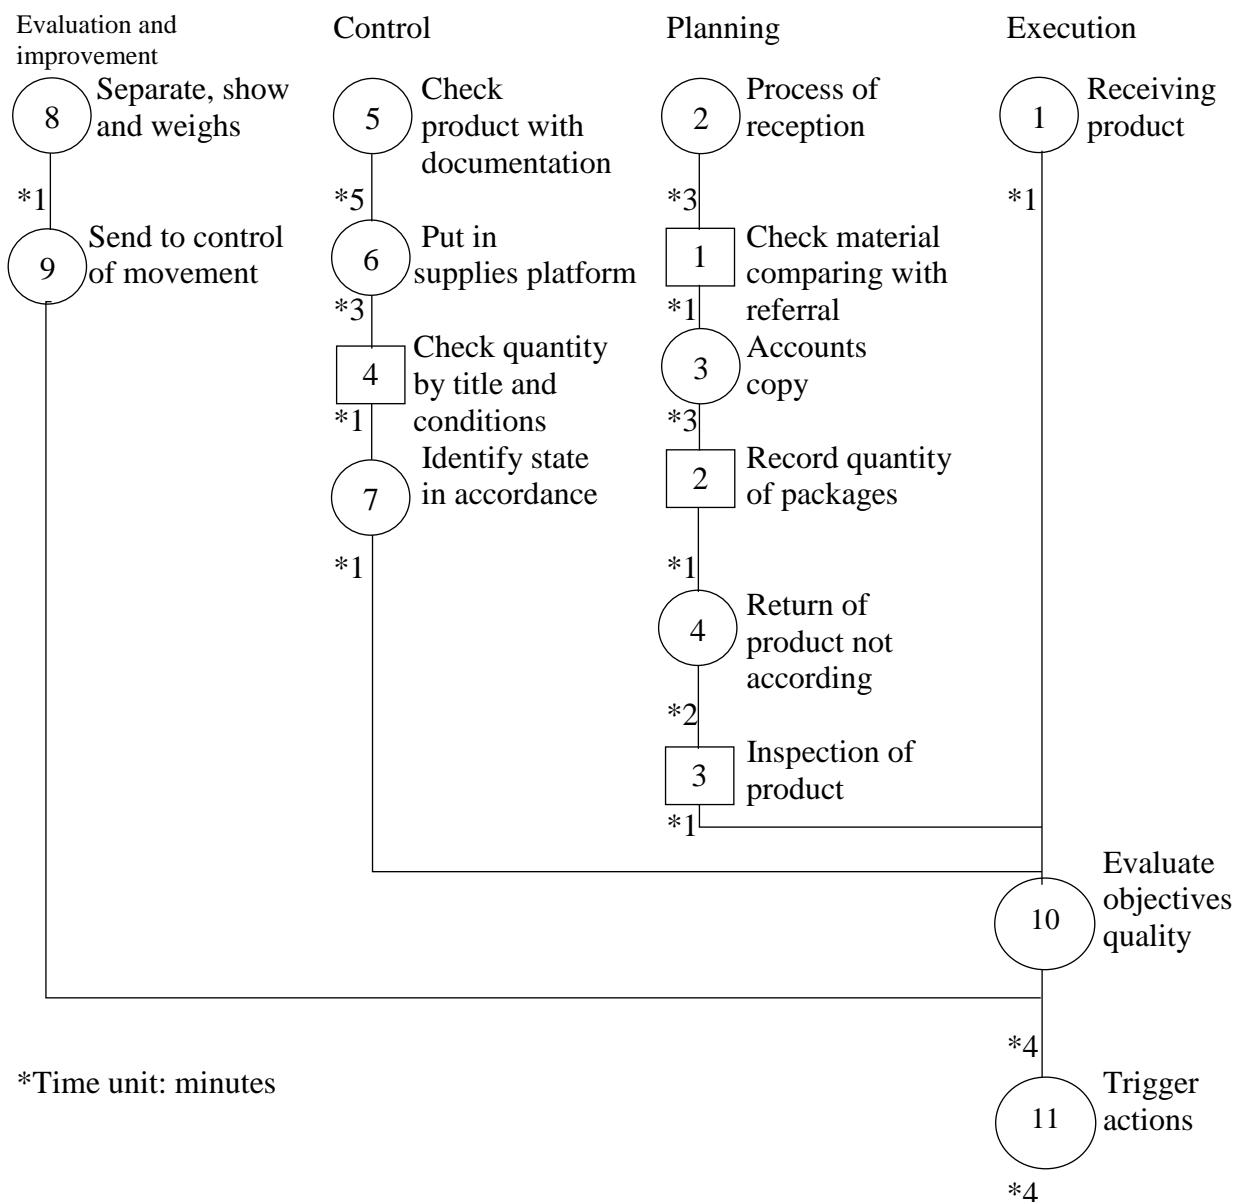 Evaluation and
improvement
8
Separate, show
and weighs
*1
9
Send to control
of movement
Control
5
Check
product with
documentation
*5
6
Put in
supplies platform
*3
4
Check quantity
by title and
conditions
*1
7
Identify state
in accordance
*1
Planning
2
Process of
reception
*3
1
Check material
comparing with
referral
*1
3
Accounts
copy
*3
2
Record quantity
of packages
*1
4
Return of
product not
according
*2
3
Inspection of
product
*1
Execution
1
Receiving
product
*1
10
Evaluate
objectives
quality
*4
11
Trigger
actions
*4
*Time unit: minutes